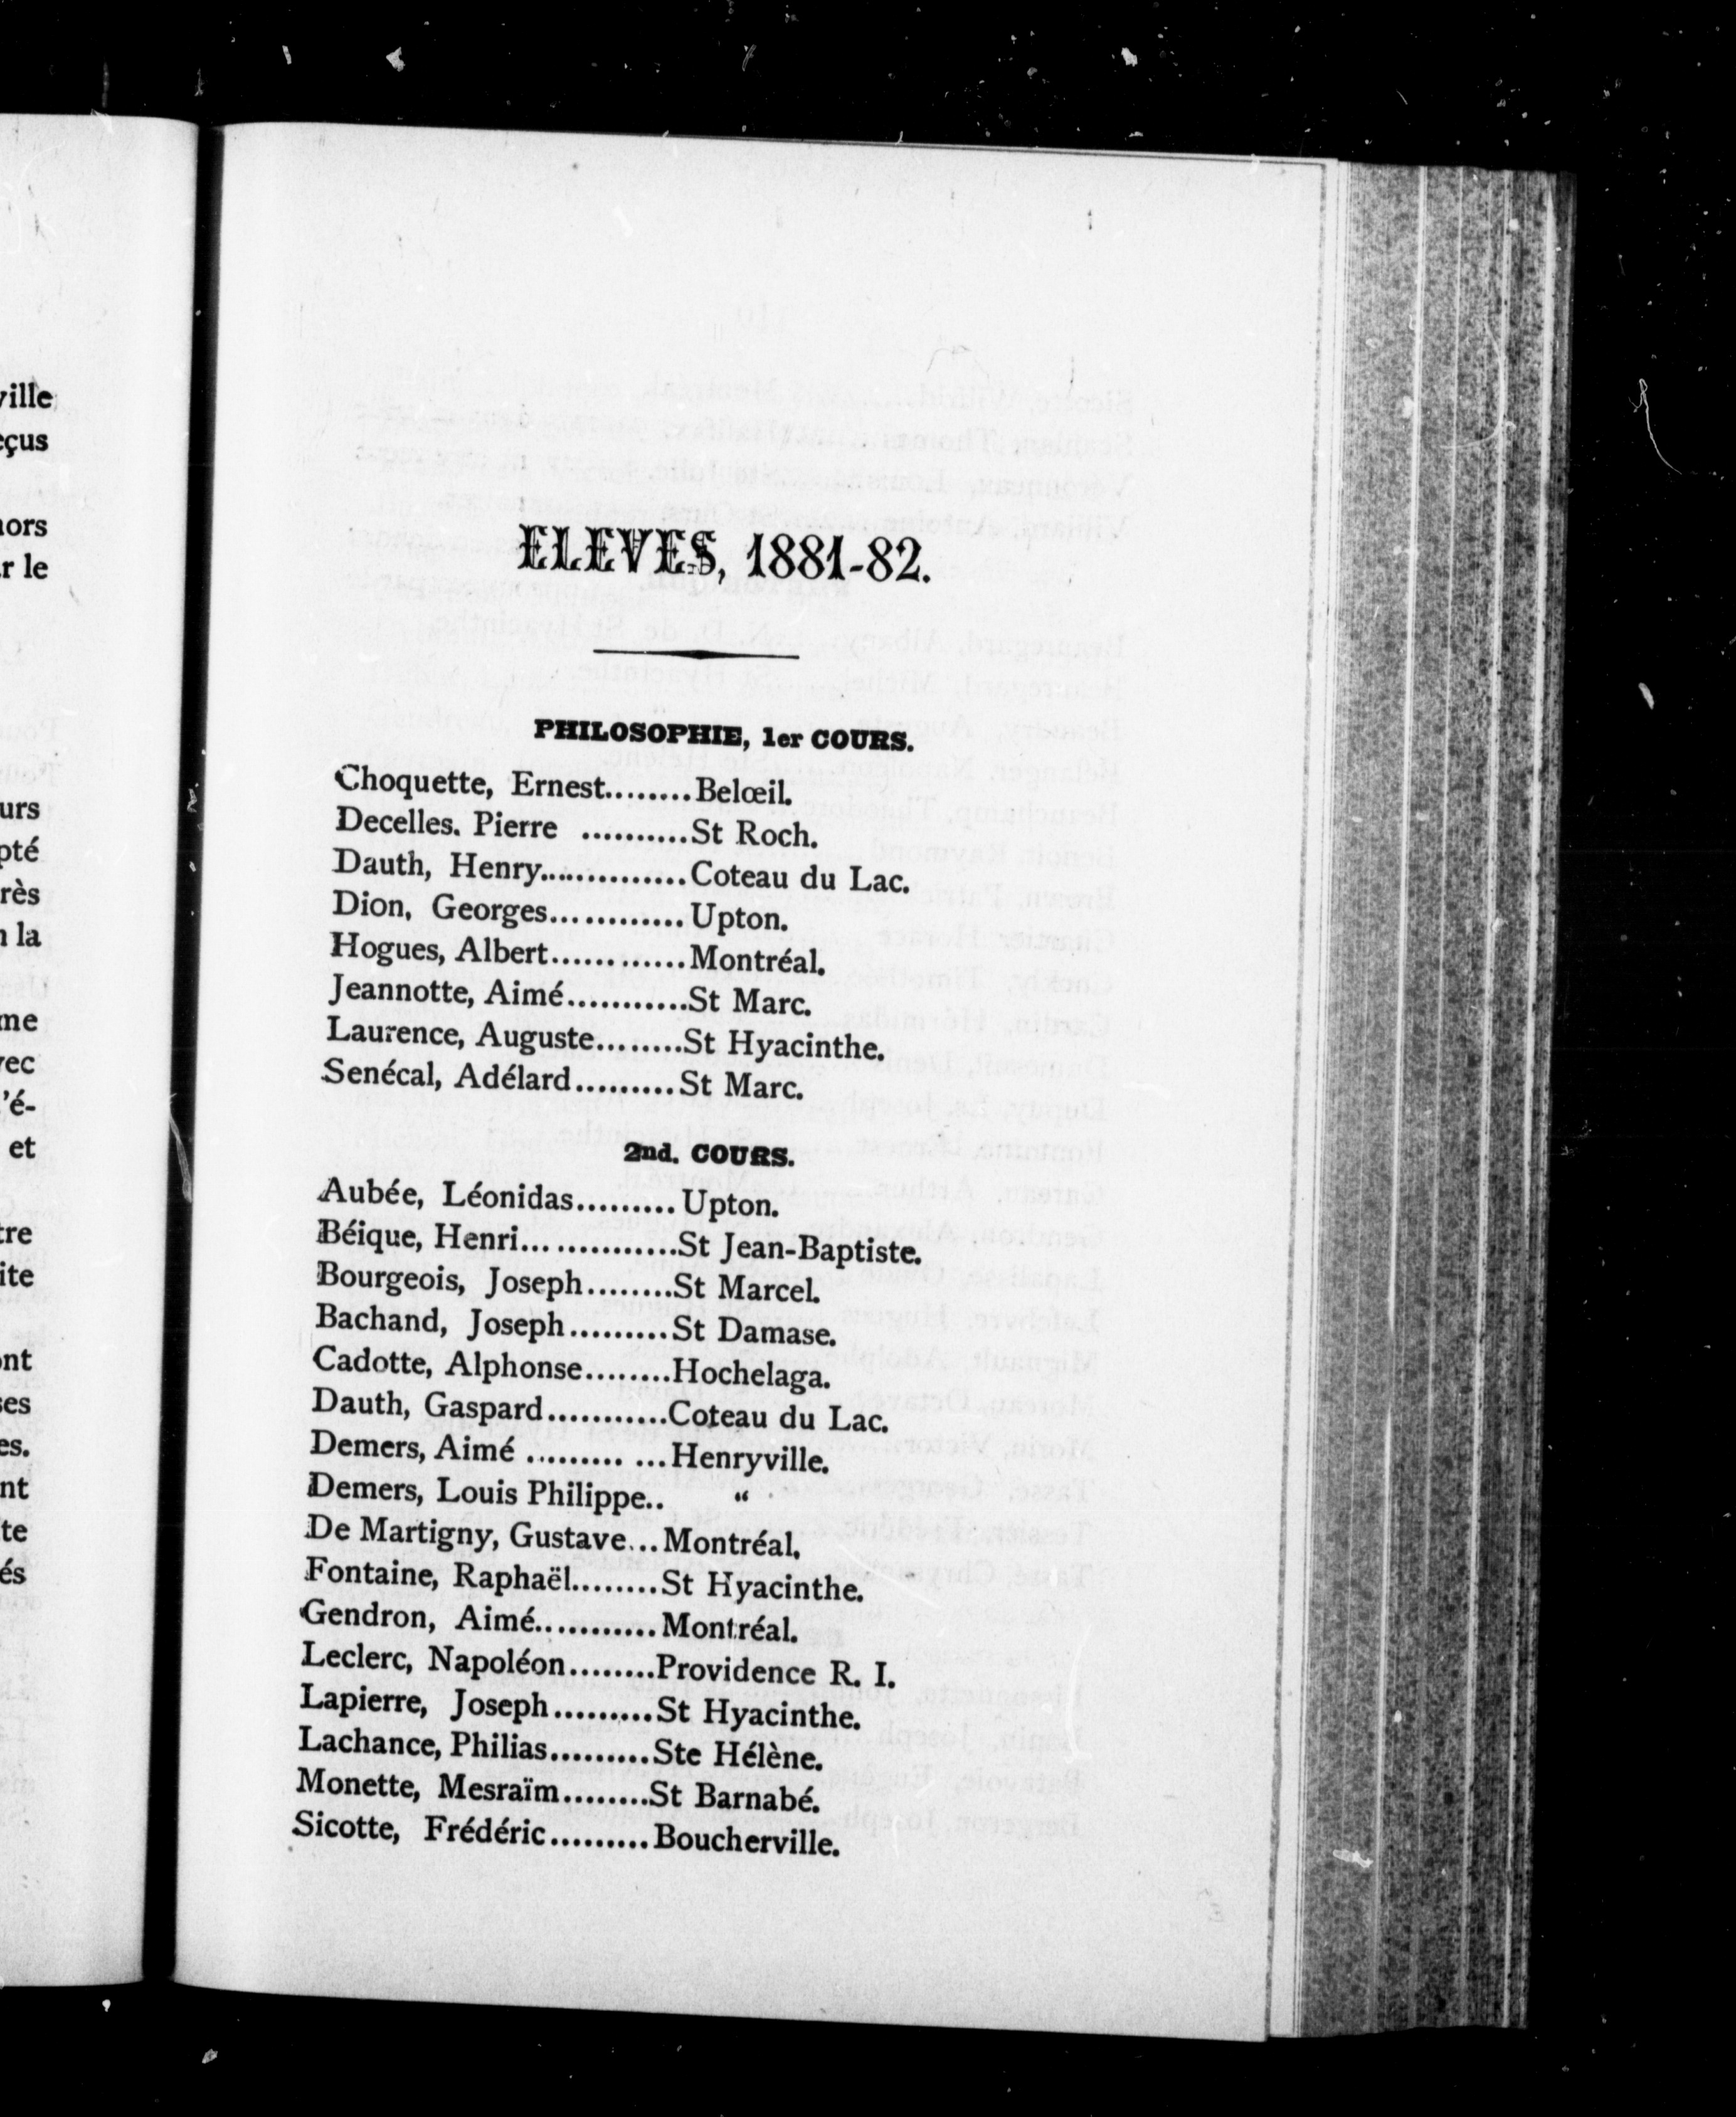 ELEVES, 1881-82.
PHILOSOPHIE, 1er COURS.
Choquette, Ernest........Belœil.
Decelles. Pierre ..........St Roch.
Dauth, Henry..............Coteau du Lac.
Dion, Georges............Upton.
Hogues, Albert............Montréal.
Jeannotte, Aimé...........St Marc.
Laurence, Auguste........St Hyacinthe.
Senécal, Adélard.........St Marc.
2nd. COURS.
Aubée, Léonidas.........Upton.
Béique, Henri... ............St Jean-Baptiste.
Bourgeois, Joseph........St Marcel.
Bachand, Joseph.........St Damase.
Cadotte, Alphonse........Hochelaga.
Dauth, Gaspard...........Coteau du Lac.
Demers, Aimé ......... ...Henryville.
Demers, Louis Philippe.. “
De Martigny, Gustave...Montréal.
Fontaine, Raphaël........St Hyacinthe.
Gendron, Aimé...........Montréal.
Leclerc, Napoléon........Providence R. I.
Lapierre, Joseph.........St Hyacinthe.
Lachance, Philias.........Ste Hélène.
Monette, Mesraïm........St Barnabé.
Sicotte, Frédéric.........Boucherville.